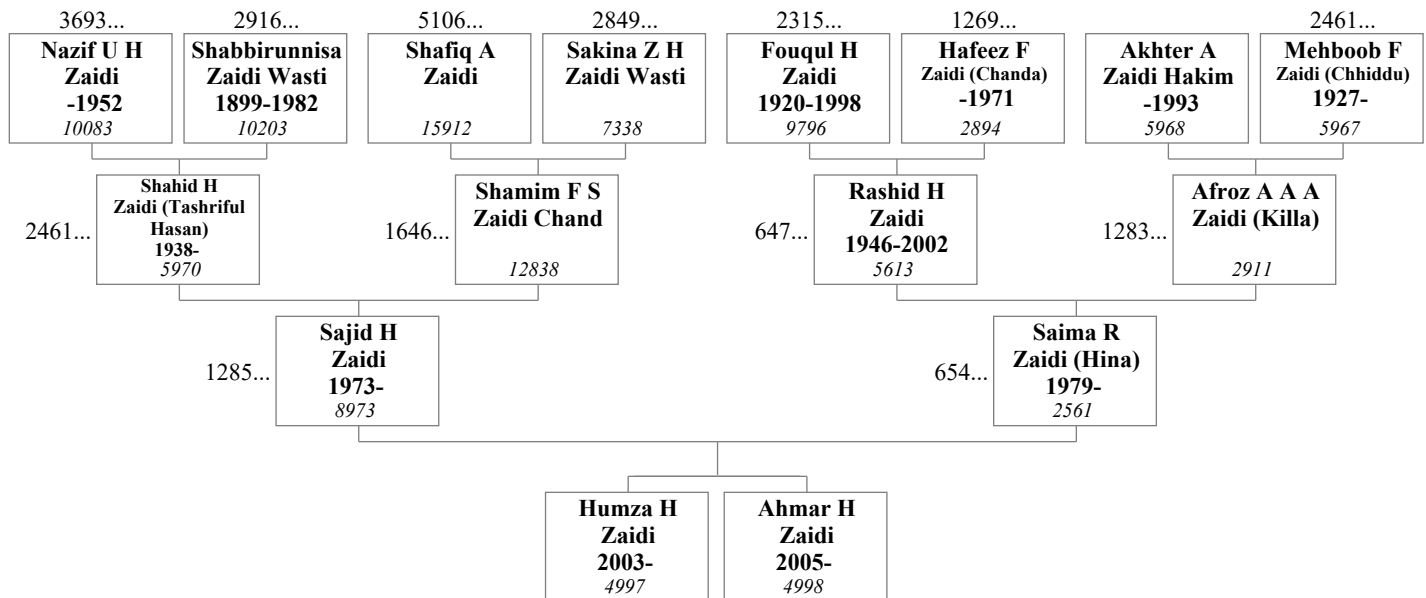 3693... 2916... 5106... 2849... 2315... 1269... 2461...
Nazif U H
Zaidi
-1952
10083
Shabbirunnisa
Zaidi Wasti
1899-1982
10203
Shafiq A
Zaidi
15912
Sakina Z H
Zaidi Wasti
7338
Fouqul H
Zaidi
1920-1998
9796
Hafeez F
Zaidi (Chanda)
-1971
2894
Akhter A
Zaidi Hakim
-1993
5968
Mehboob F
Zaidi (Chhiddu)
1927-
5967
2461...
Shahid H
Zaidi (Tashriful
Hasan)
1938-
5970
1646...
Shamim F S
Zaidi Chand
12838
647...
Rashid H
Zaidi
1946-2002
5613
1283...
Afroz A A A
Zaidi (Killa)
2911
1285...
Sajid H
Zaidi
1973-
8973
654...
Saima R
Zaidi (Hina)
1979-
2561
Humza H
Zaidi
2003-
4997
Ahmar H
Zaidi
2005-
4998